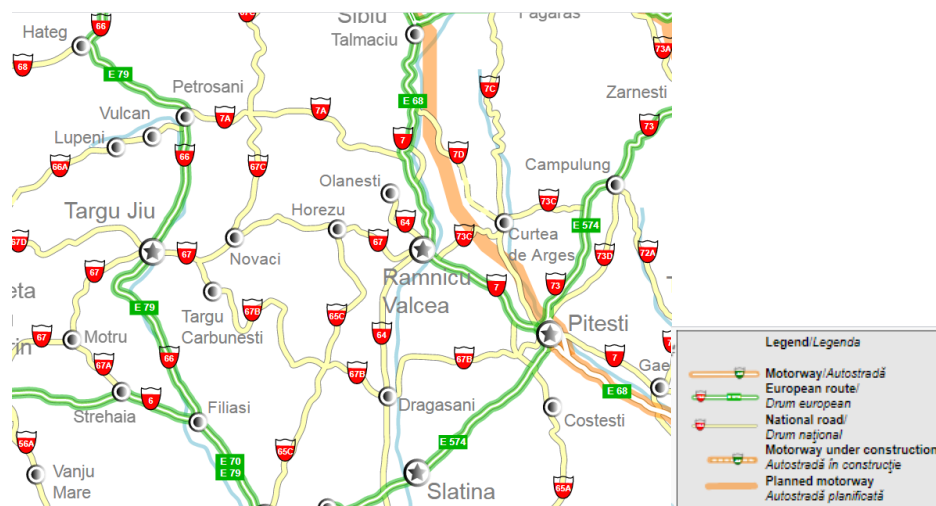 Hateg
66
68
E 79
Petrosani
Vulcan
7A
7A
Lupeni
66
66A
67C
Targu Jiu
67D
67
67
Novaci
Horezu
Olanesti
64
67
Sibiu
Talmaciu
E 68
7
Fagaras
7C
7D
73A
Zarnesti
73
Campulung
73C
73C
E 574
Curtea
de Arges
73D
72A
Ramnicu
Valcea
7
73
Pitesti
7
E 68
E 79
Targu
Carbunesti
67B
65C
64
67B
67B
Motru
67
67A
66
Strehaia
6
Filiasi
Dragasani
Costesti
E 574
E 70
E 79
65C
56A
Vanju
Mare
Slatina
65A
Legend/Legenda
Motorway/Autostradă
European route/
Drum european
National road/
Drum naţional
Motorway under construction
Autostradă în construcţie
Planned motorway
Autostradă planificată